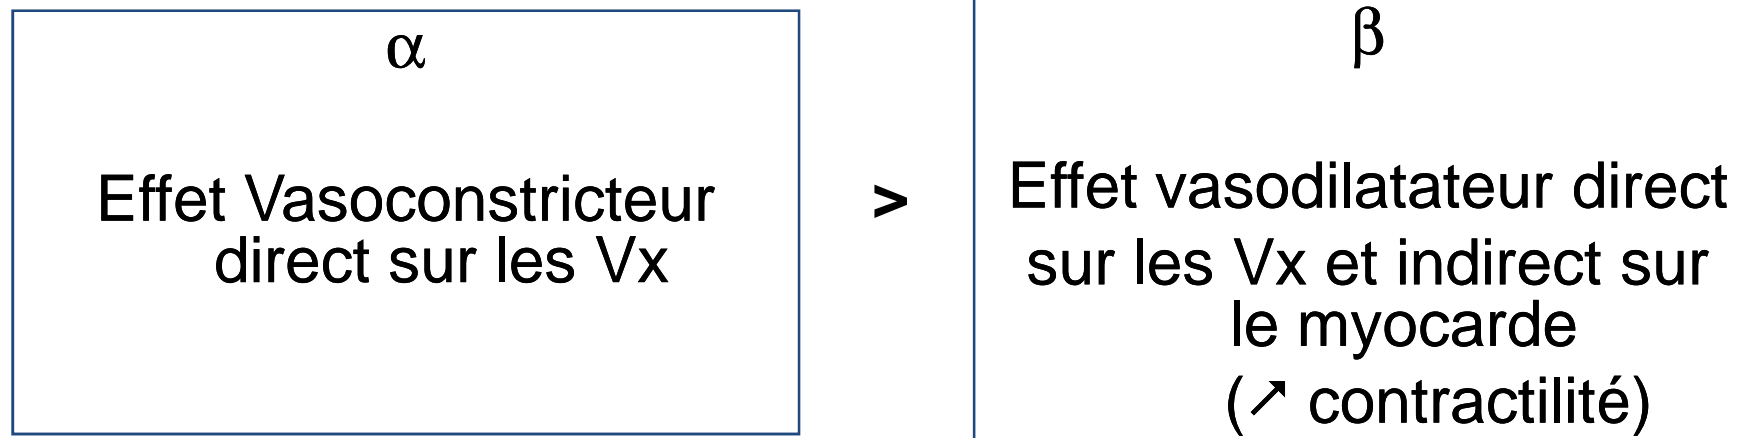 α
Effet Vasoconstricteur
direct sur les Vx
>
β
Effet vasodilatateur direct
sur les Vx et indirect sur
le myocarde
(↗ contractilité)